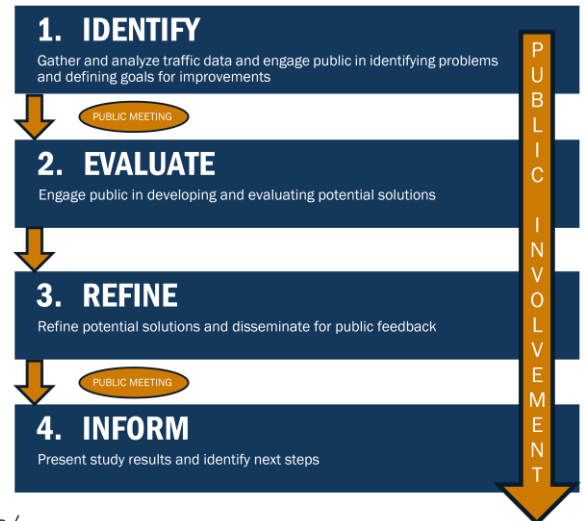 1. IDENTIFY
Gather and analyze traffic data and engage public in identifying problems
and defining goals for improvements
PUBLIC MEETING
2. EVALUATE
Engage public in developing and evaluating potential solutions
3. REFINE
Refine potential solutions and disseminate for public feedback
PUBLIC MEETING
4. INFORM
Present study results and identify next steps
PUBLIC INVOLVEMENT